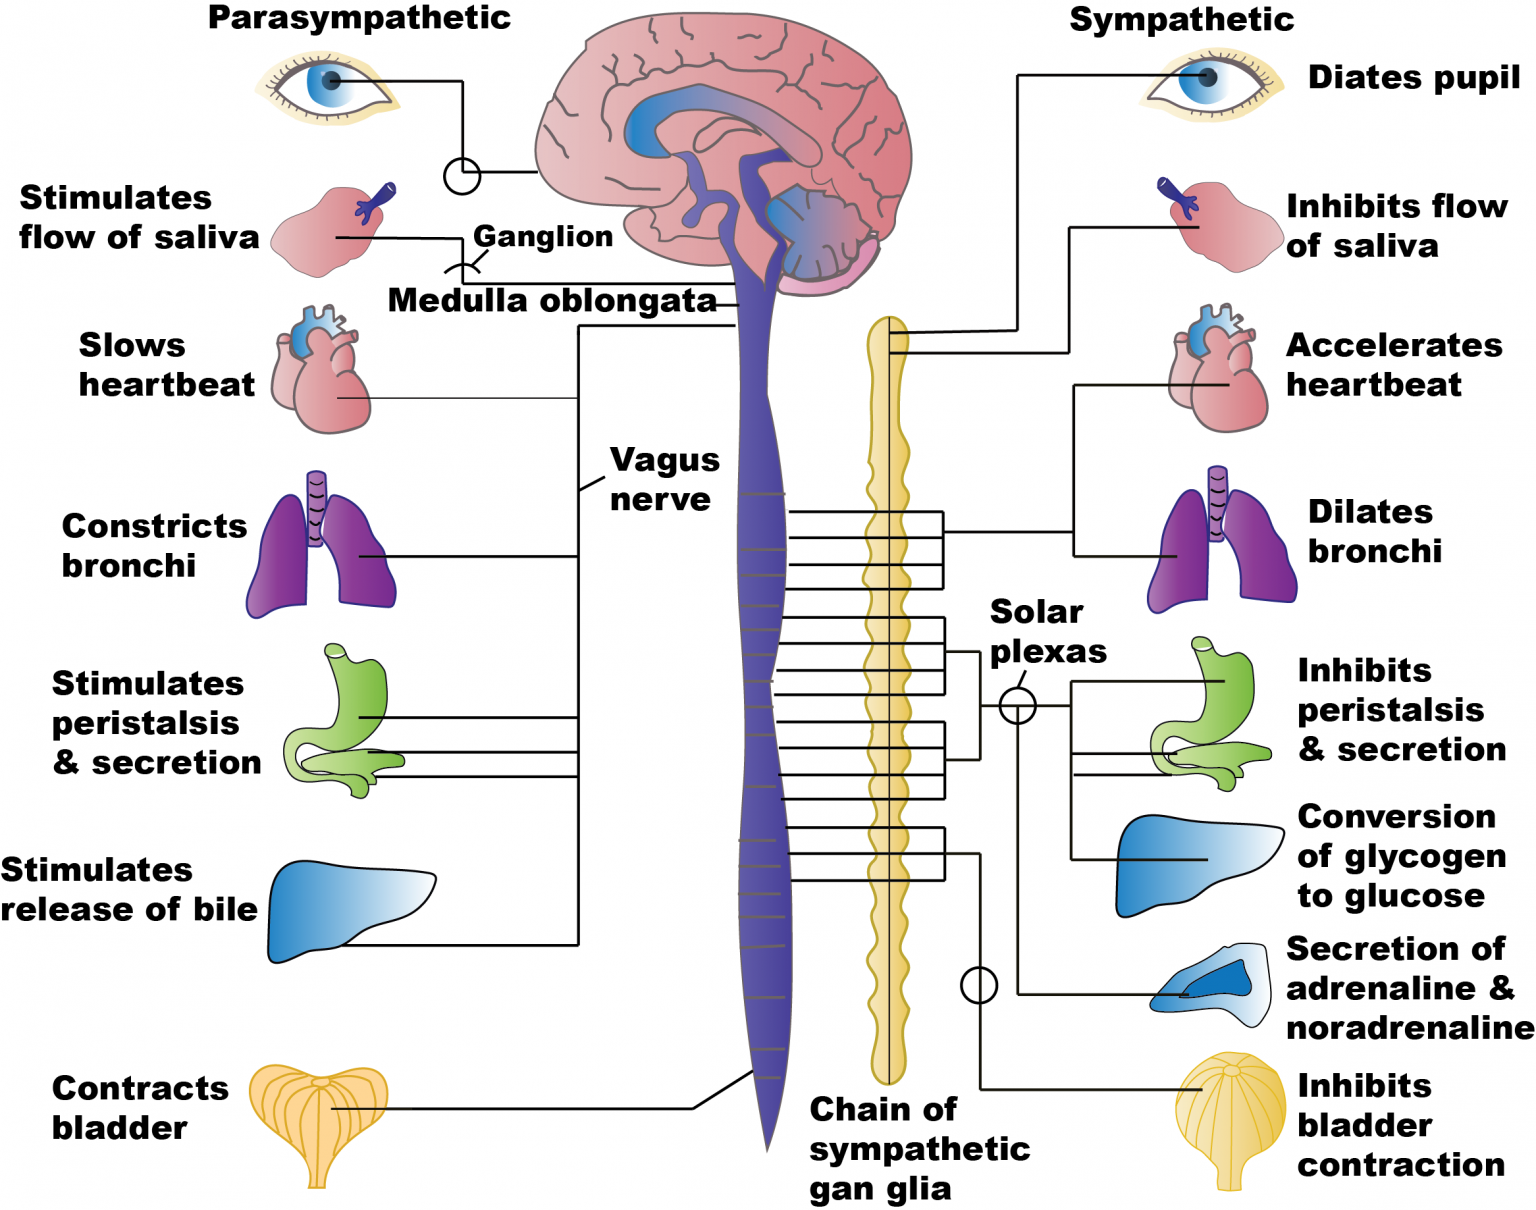 Parasympathetic
Stimulates
flow of saliva
Ganglion
Medulla oblongata
Slows
heartbeat
Vagus
nerve
Constricts
bronchi
Stimulates
peristalsis
& secretion
Stimulates
release of bile
Contracts
bladder
Sympathetic
Diates pupil
Inhibits flow
of saliva
Accelerates
heartbeat
Dilates
bronchi
Solar
plexas
Inhibits
peristalsis
& secretion
Conversion
of glycogen
to glucose
Secretion of
adrenaline &
noradrenaline
Inhibits
bladder
contraction
Chain of
sympathetic
gan glia